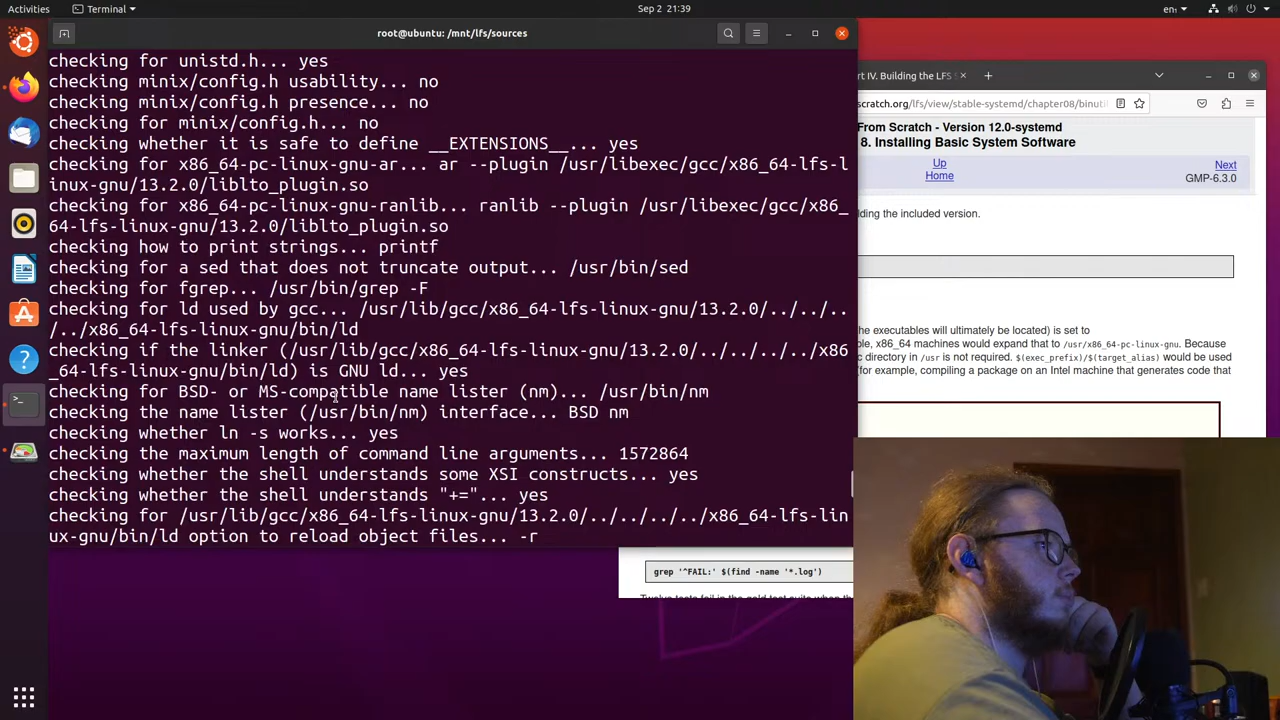 Activities
Terminal
Sep 2 21:39
en
root@ubuntu: /mnt/lfs/sources
checking for unistd.h... yes
checking minix/config.h usability... no
checking minix/config.h presence... no
checking for minix/config.h... no
checking whether it is safe to define __EXTENSIONS__... yes
checking for x86_64-pc-linux-gnu-ar... ar --plugin /usr/libexec/gcc/x86_64-lfs-l
inux-gnu/13.2.0/liblto_plugin.so
checking for x86_64-pc-linux-gnu-ranlib... ranlib --plugin /usr/libexec/gcc/x86_
64-lfs-linux-gnu/13.2.0/liblto_plugin.so
checking how to print strings... printf
checking for a sed that does not truncate output... /usr/bin/sed
checking for fgrep... /usr/bin/grep -F
checking for ld used by gcc... /usr/lib/gcc/x86_64-lfs-linux-gnu/13.2.0/../../..
/../x86_64-lfs-linux-gnu/bin/ld
checking if the linker (/usr/lib/gcc/x86_64-lfs-linux-gnu/13.2.0/../../../../x86
_64-lfs-linux-gnu/bin/ld) is GNU ld... yes
checking for BSD- or MS-compatible name lister (nm)... /usr/bin/nm
checking the name lister (/usr/bin/nm) interface... BSD nm
checking whether ln -s works... yes
checking the maximum length of command line arguments... 1572864
checking whether the shell understands some XSI constructs... yes
checking whether the shell understands "+="... yes
checking for /usr/lib/gcc/x86_64-lfs-linux-gnu/13.2.0/../../../../x86_64-lfs-lin
ux-gnu/bin/ld option to reload object files... -r
rt IV. Building the LFS
scratch.org/lfs/view/stable-systemd/chapter08/binuti
From Scratch - Version 12.0-systemd
8. Installing Basic System Software
Up
Next
Home
GMP-6.3.0
ilding the included version.
he executables will ultimately be located) is set to
le, x86_64 machines would expand that to /usr/x86_64-pc-linux-gnu. Because
c directory in /usr is not required. $(exec_prefix)/$(target_alias) would be used
(for example, compiling a package on an Intel machine that generates code that
grep '^FAIL:' $(find -name '*.log')
Twelve tests fail in the gold test suite when the